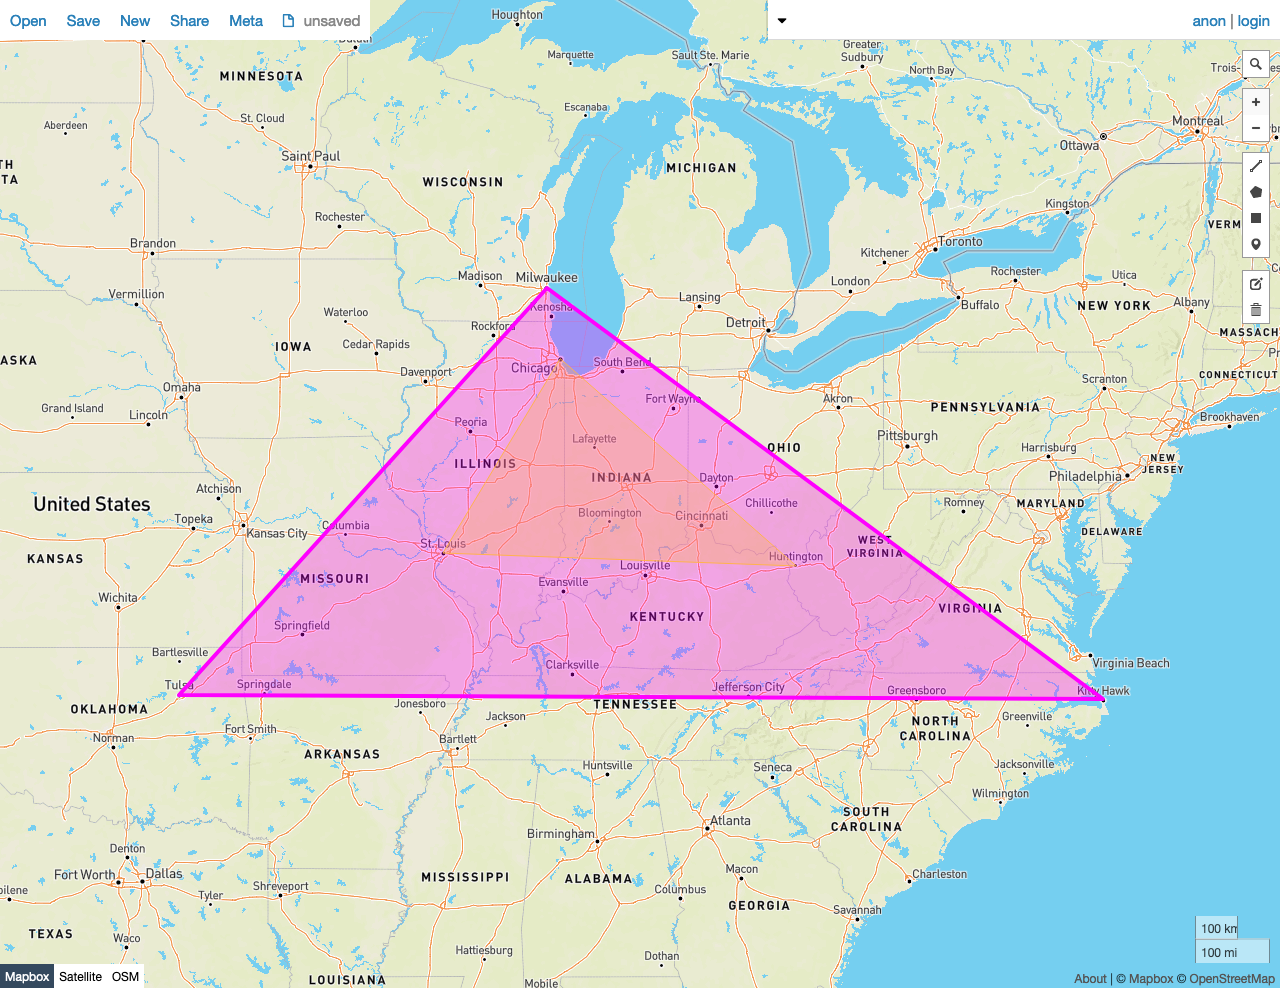 Open Save New Share Meta unsaved
anon | login
Houghton
Marquette
Sault Ste. Marie
Greater
Sudbury
North Bay
Duluth
MINNESOTA
Escanaba
Aberdeen
St. Cloud
Montreal
Ottawa
Saint Paul
WISCONSIN
MICHIGAN
Kingston
Rochester
VERM
Brandon
Toronto
Kitchener
Madison
Milwaukee
London
Rochester
Utica
Vermillion
Lansing
Buffalo
NEW YORK
Albany
Kenosha
Waterloo
Rockford
Detroit
MASSACH
IOWA
Cedar Rapids
ASKA
Chicago
South Bend
Davenport
CONNECTICUT
Scranton
Omaha
Fort Wayne
Akron
Grand Island
Lincoln
PENNSYLVANIA
Brookhaven
Peoria
Lafayette
Pittsburgh
OHIO
Harrisburg
NEW
JERSEY
ILLINOIS
INDIANA
Dayton
Philadelphia
Atchison
United States
Chillicothe
Romney
MARYLAND
Topeka
Columbia
Bloomington
Cincinnati
Kansas City
DELAWARE
St. Louis
WEST
VIRGINIA
KANSAS
Huntington
Louisville
MISSOURI
Evansville
Wichita
VIRGINIA
KENTUCKY
Springfield
Bartlesville
Clarksville
Virginia Beach
Tulsa
Springdale
Jefferson City
Greensboro
Kitty Hawk
OKLAHOMA
Jonesboro
TENNESSEE
Jackson
NORTH
CAROLINA
Greenville
Fort Smith
Norman
Bartlett
ARKANSAS
Huntsville
Seneca
Jacksonville
Wilmington
SOUTH
CAROLINA
Atlanta
Birmingham
Denton
Fort Worth
Dallas
Macon
Charleston
MISSISSIPPI
ALABAMA
Shreveport
Columbus
Tyler
GEORGIA
Savannah
TEXAS
Waco
100 km
100 mi
Hattiesburg
Dothan
Mapbox Satellite OSM
LOUISIANA
Mobile
About | © Mapbox © OpenStreetMap